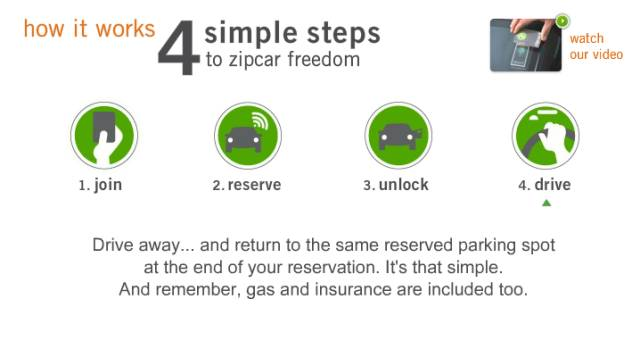 how it works
4 simple steps
to zipcar freedom
watch
our video
1. join
2. reserve
3. unlock
4. drive
Drive away... and return to the same reserved parking spot
at the end of your reservation. It's that simple.
And remember, gas and insurance are included too.